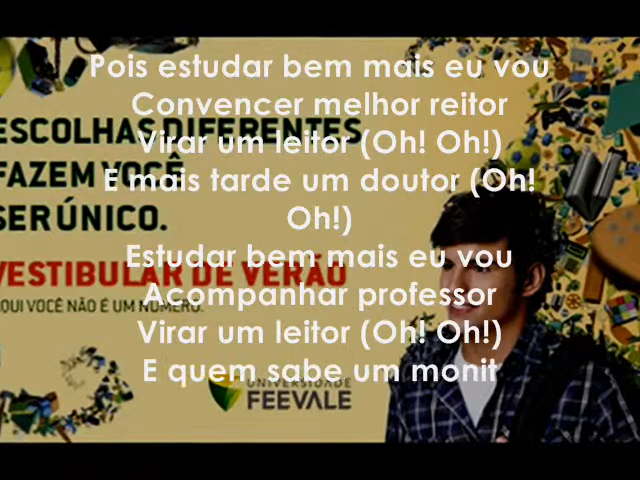 Pois estudar bem mais eu vou
Convencer melhor reitor
ESCOLHAS DIFERENTES
Virar um leitor (Oh! Oh!)
FAZEM VOCÊ
E mais tarde um doutor (Oh!
Oh!)
SER ÚNICO.
Estudar bem mais eu vou
VESTIBULAR DE VERÃO
Acompanhar professor
AQUI VOCÊ NÃO É UM NÚMERO.
Virar um leitor (Oh! Oh!)
E quem sabe um monit
UNIVERSIDADE
FEEVALE